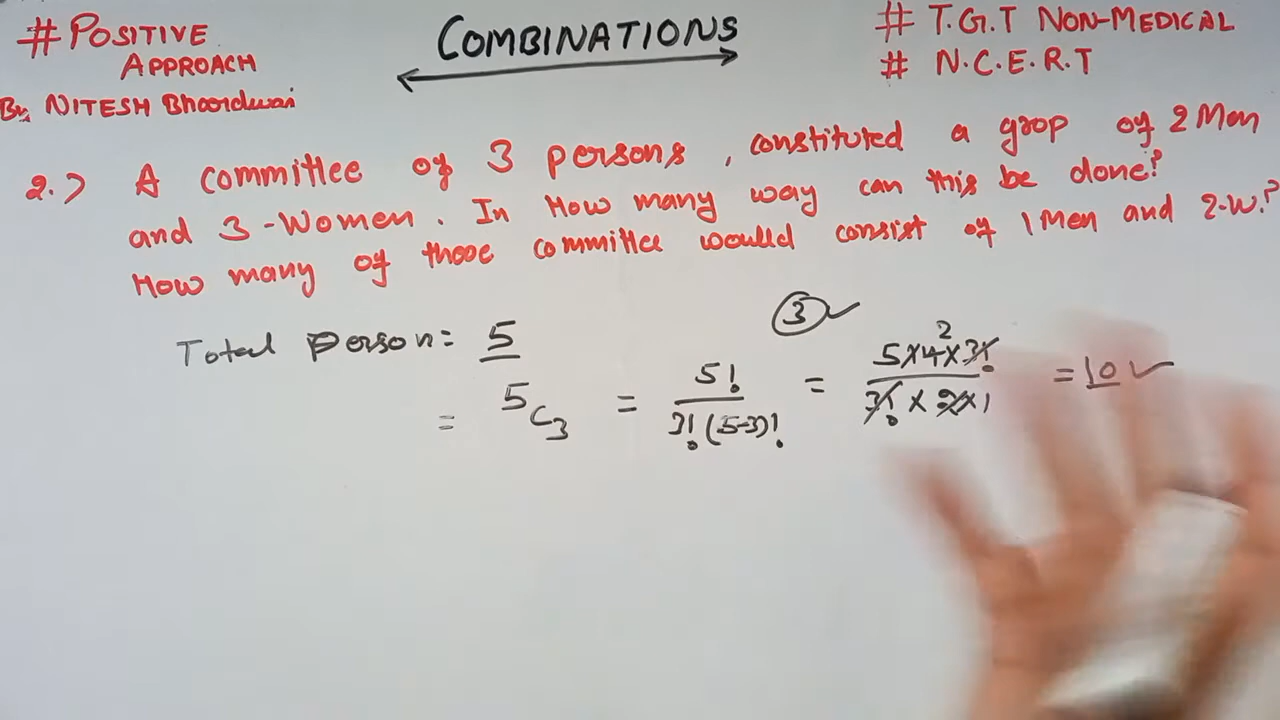 # POSITIVE
APPROACH
By NITESH Bhardwai
COMBINATIONS
# T.G.T NON-MEDICAL
# N.C.E.R.T
2.) A committee of 3 persons, constituted a grop of 2 Men
and 3-Women. In How many way can this be done?
How many of those committee would consist of 1 Men and 2-W.?
Total Person = 5
3 ✓
= 5C3 = 5! / 3!(5-3)! = 5×4×3! / 3!×2×1 = 10 ✓
2